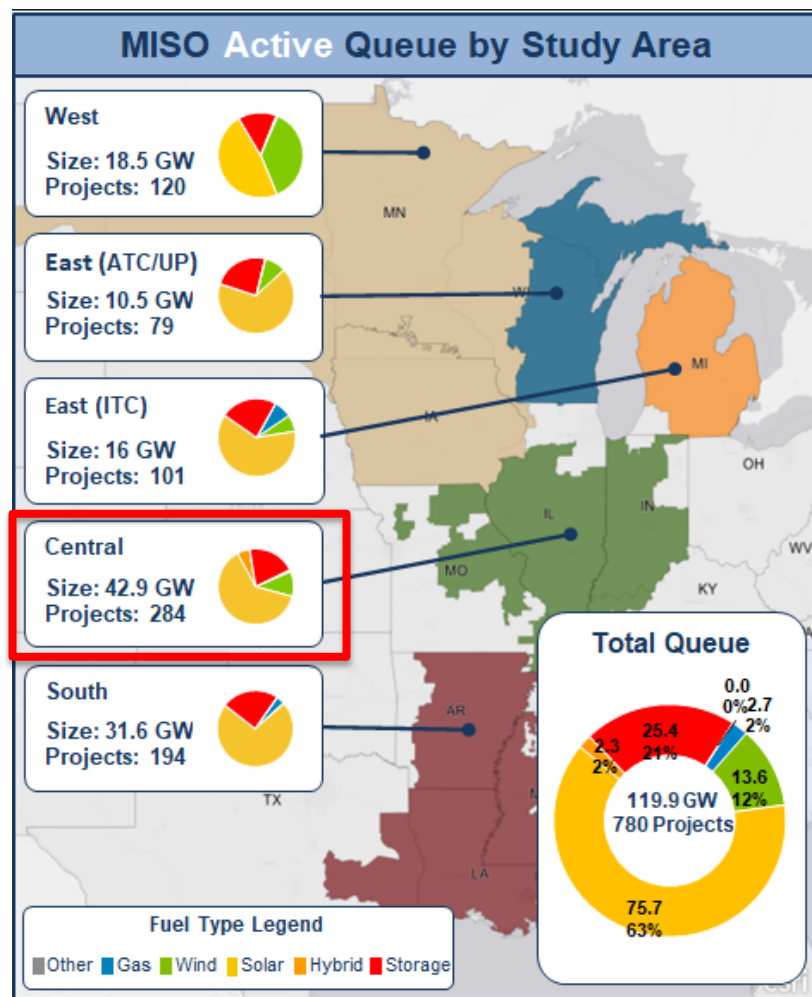 MISO Active Queue by Study Area
West
Size: 18.5 GW
Projects: 120
East (ATC/UP)
Size: 10.5 GW
Projects: 79
East (ITC)
Size: 16 GW
Projects: 101
Central
Size: 42.9 GW
Projects: 284
South
Size: 31.6 GW
Projects: 194
MN
WI
MI
IA
IL
IN
OH
MO
WV
KY
AR
TX
LA
Total Queue
0.0
0%
2.7
2%
25.4
21%
2.3
2%
13.6
12%
119.9 GW
780 Projects
75.7
63%
Fuel Type Legend
Other Gas Wind Solar Hybrid Storage
esri